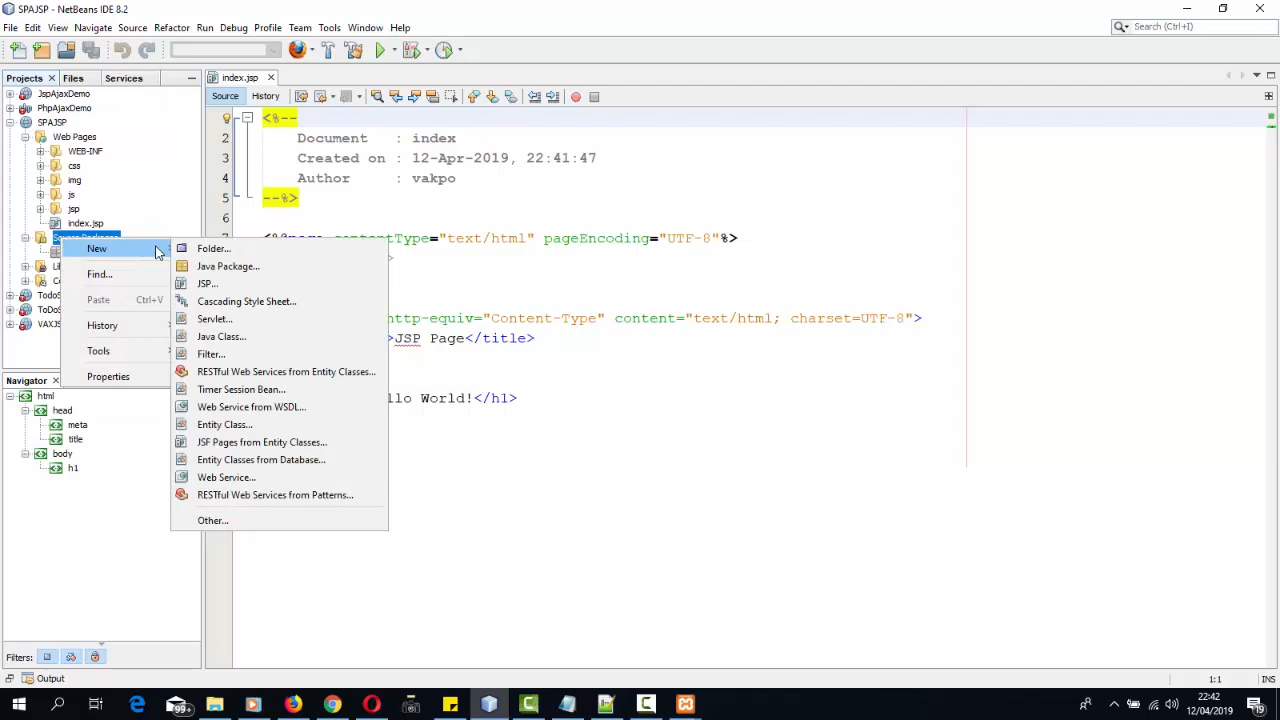 SPAJSP - NetBeans IDE 8.2
File Edit View Navigate Source Refactor Run Debug Profile Team Tools Window Help
Search (Ctrl+I)
Projects Files Services
index.jsp
JspAjaxDemo
PhpAjaxDemo
SPAJSP
Web Pages
WEB-INF
css
img
js
jsp
index.jsp
Source History
<%--
2 Document : index
3 Created on : 12-Apr-2019, 22:41:47
4 Author : vakpo
5 --%>
6
contentType="text/html" pageEncoding="UTF-8"%>
>
http-equiv="Content-Type" content="text/html; charset=UTF-8">
>JSP Page</title>
llo World!</h1>
New
Find...
Paste Ctrl+V
History
Tools
Properties
Folder...
Java Package...
JSP...
Cascading Style Sheet...
Servlet...
Java Class...
Filter...
RESTful Web Services from Entity Classes...
Timer Session Bean...
Web Service from WSDL...
Entity Class...
JSF Pages from Entity Classes...
Entity Classes from Database...
Web Service...
RESTful Web Services from Patterns...
Other...
Navigator
html
head
meta
title
body
h1
Filters:
Output
1:1 INS
99+
22:42
12/04/2019
19